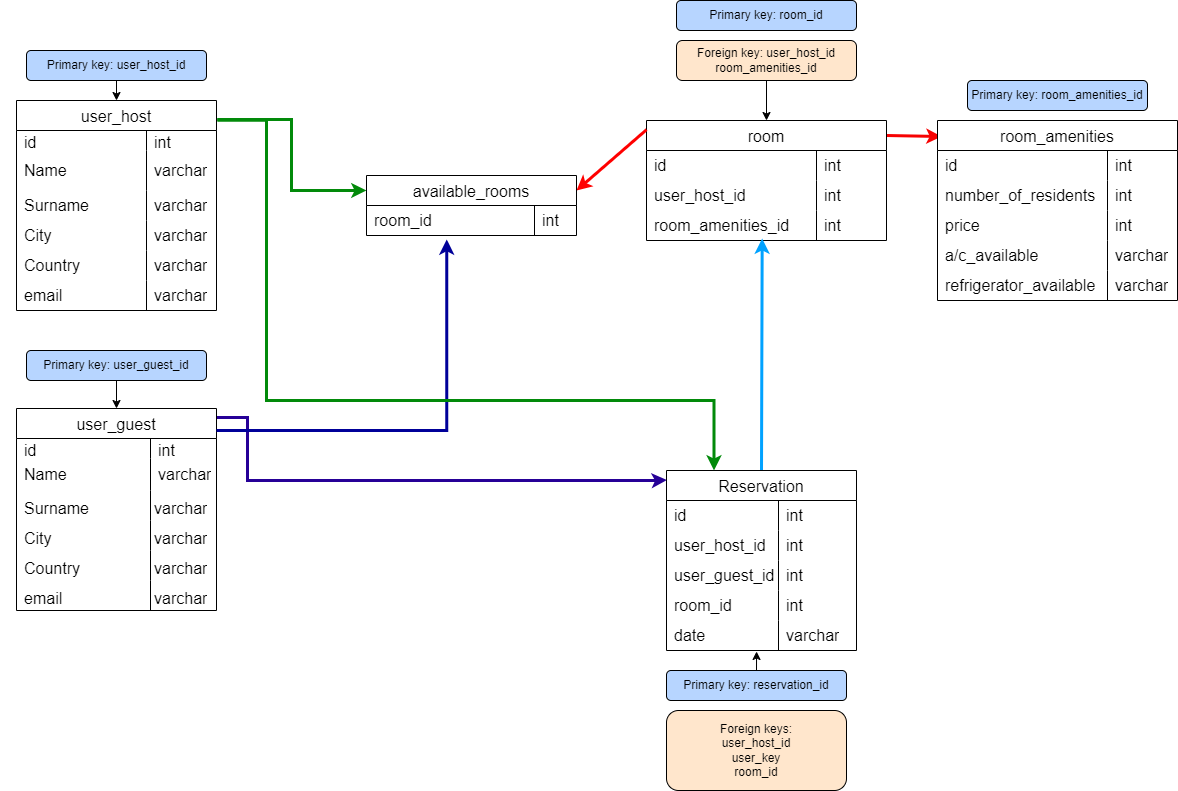 Primary key: room_id
Foreign key: user_host_id
room_amenities_id
Primary key: user_host_id
user_host
id int
Name varchar
Surname varchar
City varchar
Country varchar
email varchar
available_rooms
room_id int
room
id int
user_host_id int
room_amenities_id int
Primary key: room_amenities_id
room_amenities
id int
number_of_residents int
price int
a/c_available varchar
refrigerator_available varchar
Primary key: user_guest_id
user_guest
id int
Name varchar
Surname varchar
City varchar
Country varchar
email varchar
Reservation
id int
user_host_id int
user_guest_id int
room_id int
date varchar
Primary key: reservation_id
Foreign keys:
user_host_id
user_key
room_id